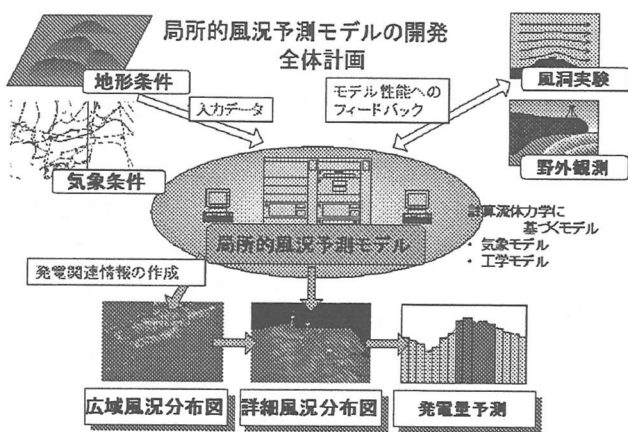 局所的風況予測モデルの開発
全体計画
地形条件
入力データ
気象条件
モデル性能への
フィードバック
風洞実験
野外観測
計算流体力学に
基づくモデル
・ 気象モデル
・ 工学モデル
局所的風況予測モデル
発電関連情報の作成
広域風況分布図
詳細風況分布図
発電量予測